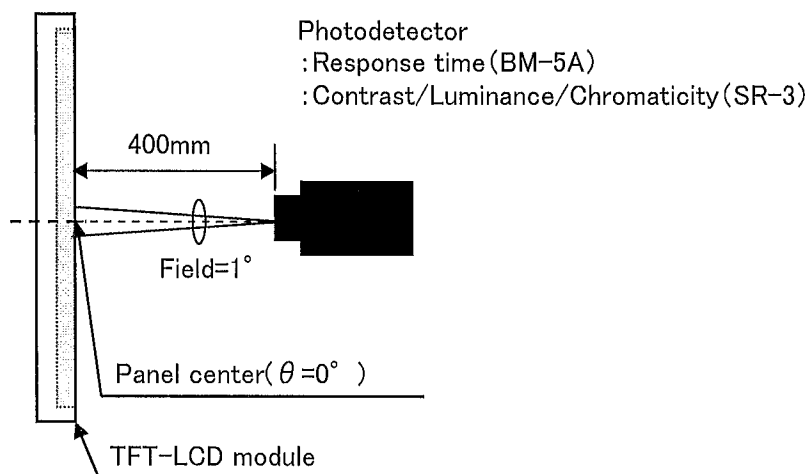 Photodetector
:Response time(BM-5A)
:Contrast/Luminance/Chromaticity(SR-3)
400mm
Field=1°
Panel center(θ=0° )
TFT-LCD module